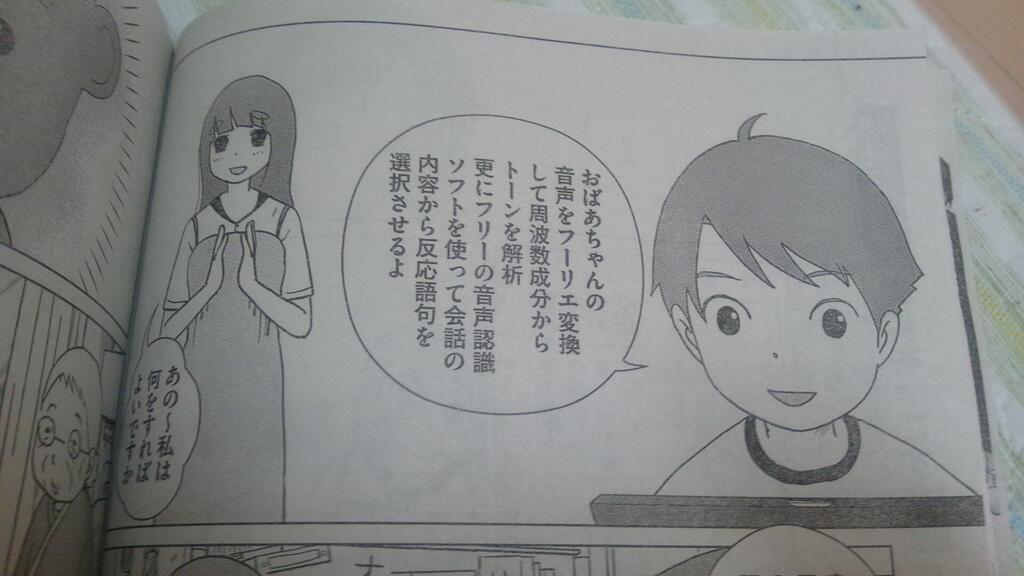 おばあちゃんの
音声をフーリエ変換
して周波数成分から
トーンを解析
更にフリーの音声認識
ソフトを使って会話の
内容から反応語句を
選択させるよ
あの〜私は
何をすれば
よいですか